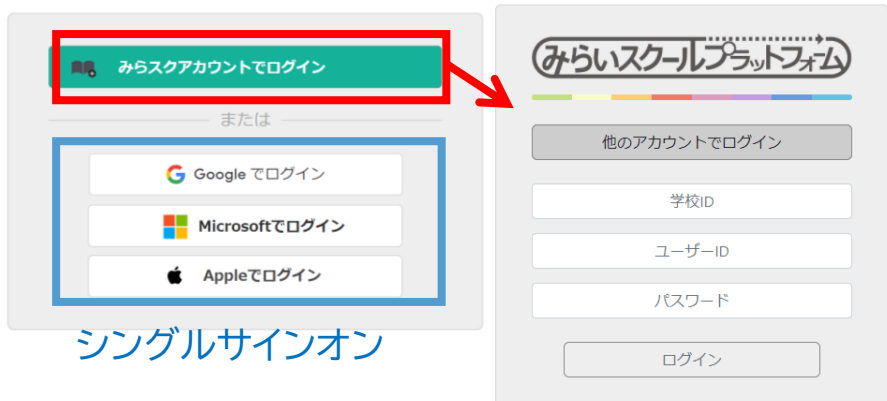 みらスクアカウントでログイン
または
Google でログイン
Microsoftでログイン
Appleでログイン
シングルサインオン
みらいスクールプラットフォーム
他のアカウントでログイン
学校ID
ユーザーID
パスワード
ログイン